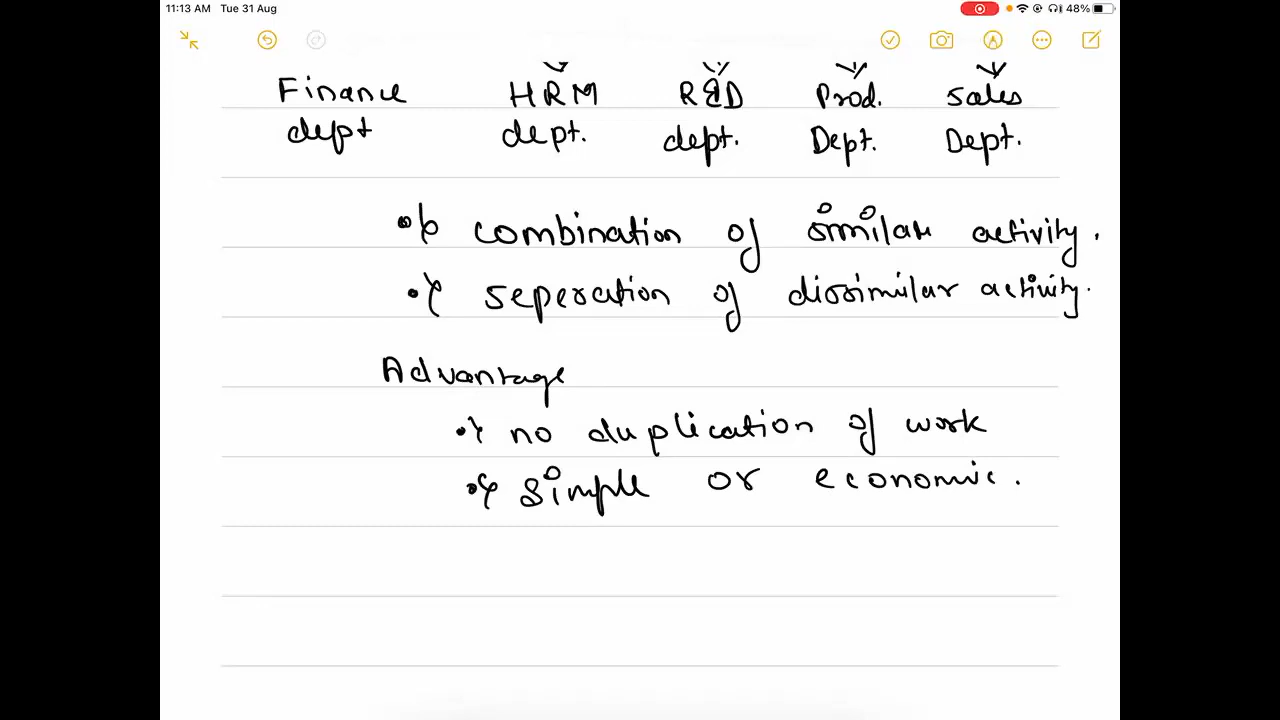 11:13 AM Tue 31 Aug 48%
Finance HRM R&D Prod. Sales
dept dept. dept. Dept. Dept.
combination of similar activity.
seperation of dissimilar activity.
Advantage
no duplication of work
simple or economic.